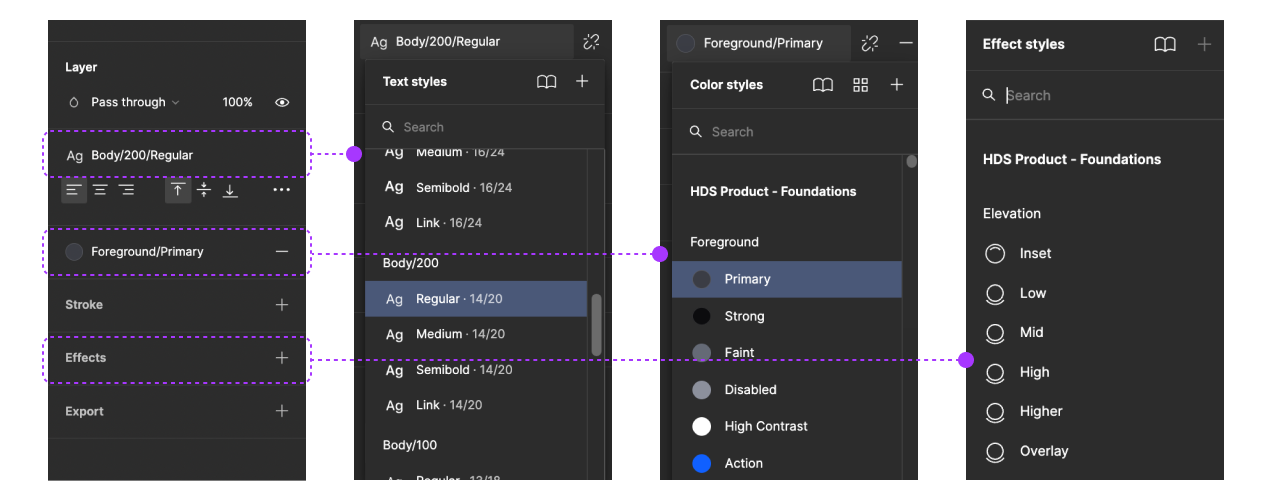 Layer
Pass through
100%
Ag Body/200/Regular
Foreground/Primary
Stroke
Effects
Export
Ag Body/200/Regular
Text styles
Search
Ag Medium · 16/24
Ag Semibold · 16/24
Ag Link · 16/24
Body/200
Ag Regular · 14/20
Ag Medium · 14/20
Ag Semibold · 14/20
Ag Link · 14/20
Body/100
Ag Regular · 13/18
Foreground/Primary
Color styles
Search
HDS Product - Foundations
Foreground
Primary
Strong
Faint
Disabled
High Contrast
Action
Effect styles
Search
HDS Product - Foundations
Elevation
Inset
Low
Mid
High
Higher
Overlay